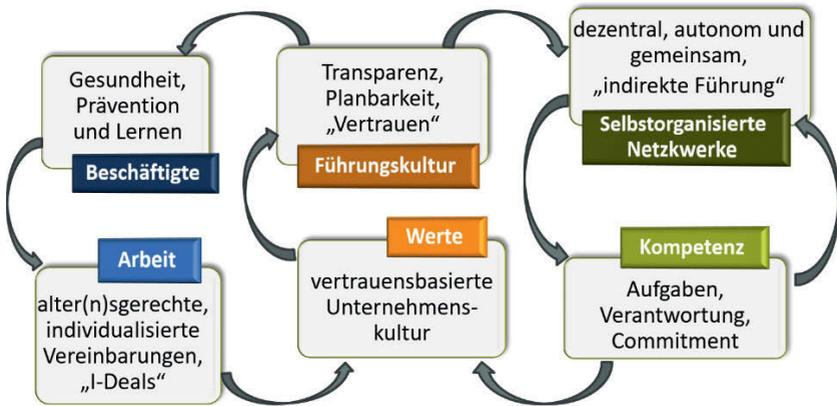 Gesundheit,
Prävention
und Lernen
Beschäftigte
Transparenz,
Planbarkeit,
„Vertrauen“
Führungskultur
dezentral, autonom und
gemeinsam,
„indirekte Führung“
Selbstorganisierte
Netzkwerke
Arbeit
alter(n)sgerechte,
individualisierte
Vereinbarungen,
„I-Deals“
Werte
vertrauensbasierte
Unternehmens-
kultur
Kompetenz
Aufgaben,
Verantwortung,
Commitment